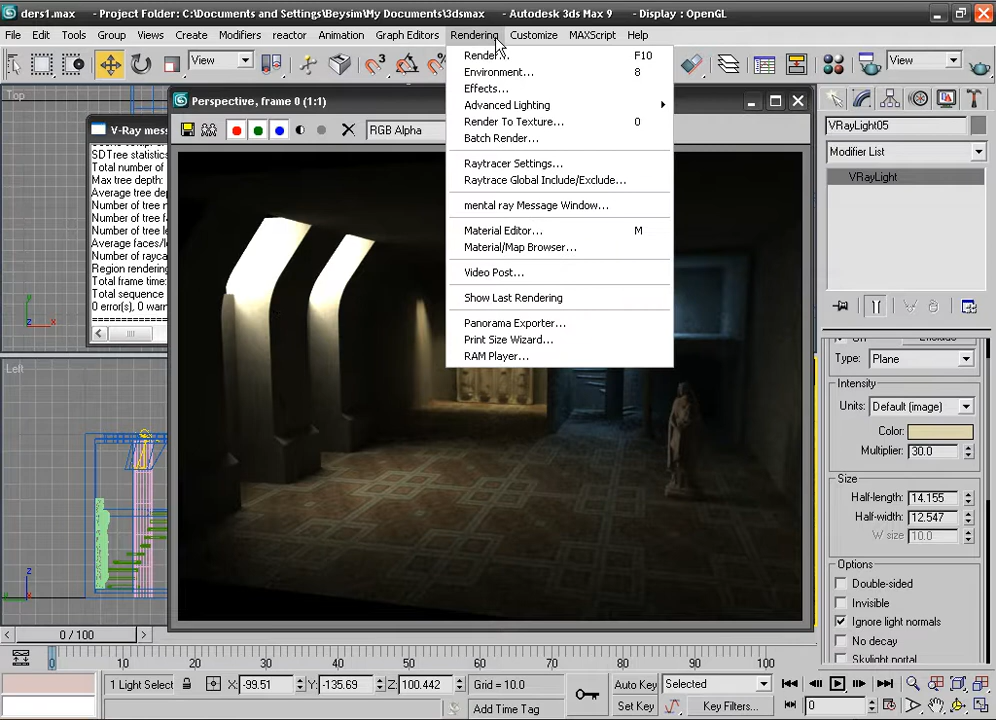 ders1.max - Project Folder: C:\Documents and Settings\Beysim\My Documents\3dsmax - Autodesk 3ds Max 9 - Display : OpenGL
File Edit Tools Group Views Create Modifiers reactor Animation Graph Editors Rendering Customize MAXScript Help
View
View
Top
Perspective, frame 0 (1:1)
V-Ray mess
RGB Alpha
SDTree statistics
Total number of
Max tree depth:
Average tree dep
Number of tree n
Number of tree fa
Number of tree le
Average faces/le
Number of rayca
Region rendering
Total frame time:
Total sequence
0 error(s), 0 warn
Render... F10
Environment... 8
Effects...
Advanced Lighting
Render To Texture... 0
Batch Render...
Raytracer Settings...
Raytrace Global Include/Exclude...
mental ray Message Window...
Material Editor... M
Material/Map Browser...
Video Post...
Show Last Rendering
Panorama Exporter...
Print Size Wizard...
RAM Player...
VRayLight05
Modifier List
VRayLight
Type: Plane
Intensity
Units: Default (image)
Color:
Multiplier: 30.0
Size
Half-length: 14.155
Half-width: 12.547
W size 10.0
Options
Double-sided
Invisible
Ignore light normals
No decay
Skylight portal
Left
z
y
x
0 / 100
0 10 20 30 40 50 60 70 80 90 100
1 Light Select X: -99.51 Y: -135.69 Z: 100.442 Grid = 10.0 Auto Key Selected
Add Time Tag Set Key Key Filters... 0